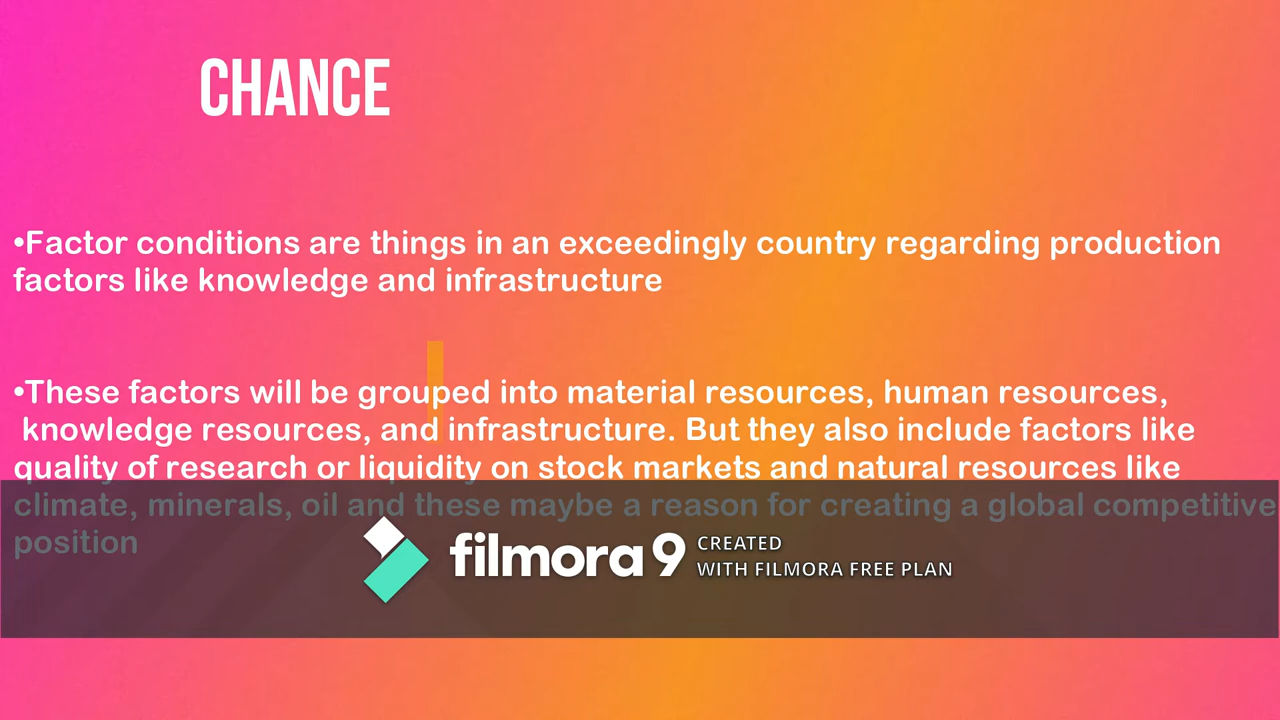 CHANCE
•Factor conditions are things in an exceedingly country regarding production
factors like knowledge and infrastructure
•These factors will be grouped into material resources, human resources,
knowledge resources, and infrastructure. But they also include factors like
quality of research or liquidity on stock markets and natural resources like
climate, minerals, oil and these maybe a reason for creating a global competitive
position
filmora 9
CREATED
WITH FILMORA FREE PLAN